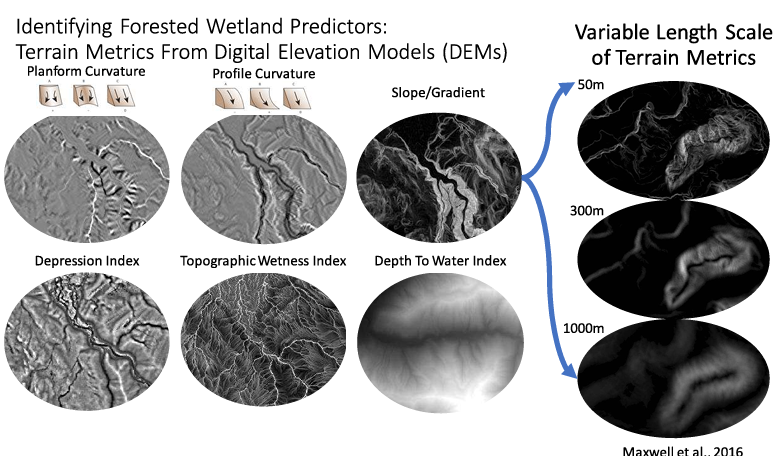 Identifying Forested Wetland Predictors:
Terrain Metrics From Digital Elevation Models (DEMs)
Planform Curvature
Profile Curvature
Slope/Gradient
Depression Index
Topographic Wetness Index
Depth To Water Index
Variable Length Scale
of Terrain Metrics
50m
300m
1000m
Maxwell et al., 2016